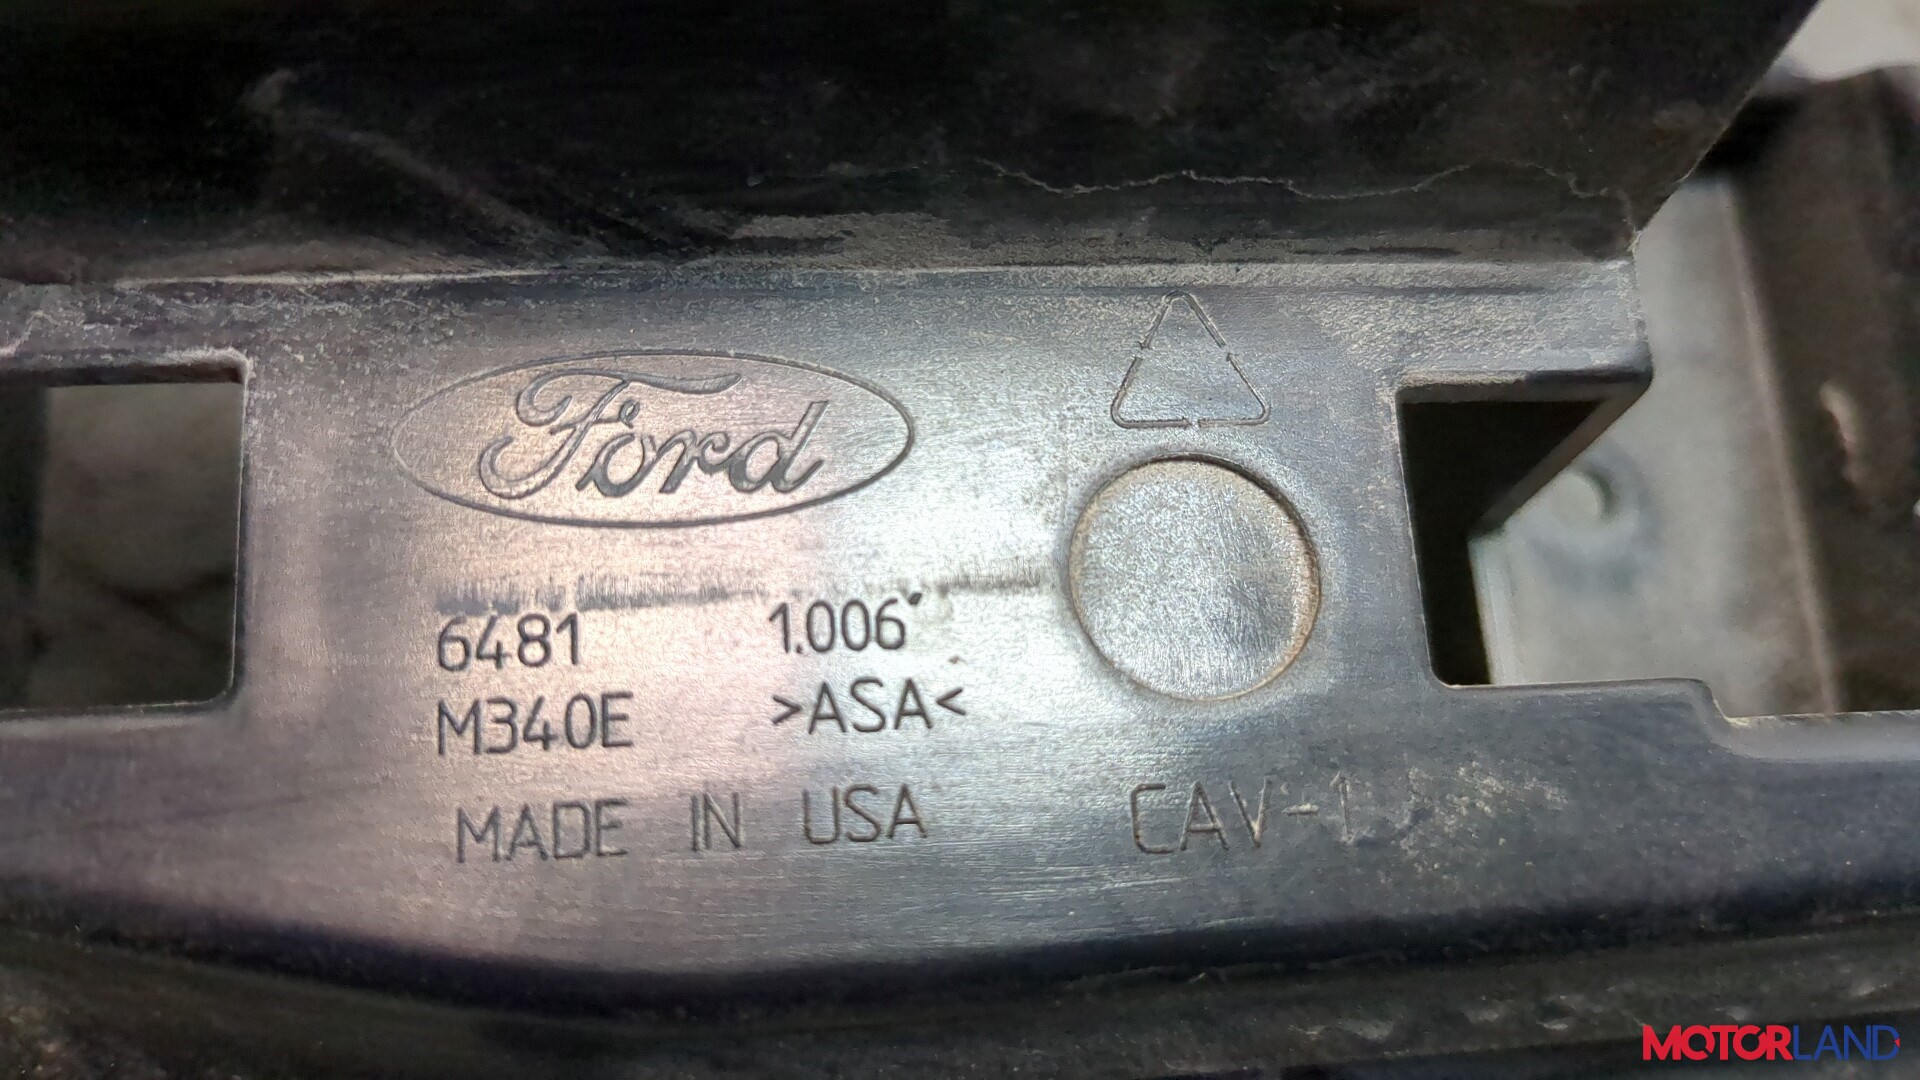 Ford
6481 1.006"
M340E >ASA<
MADE IN USA CAV-1
MOTORLAND